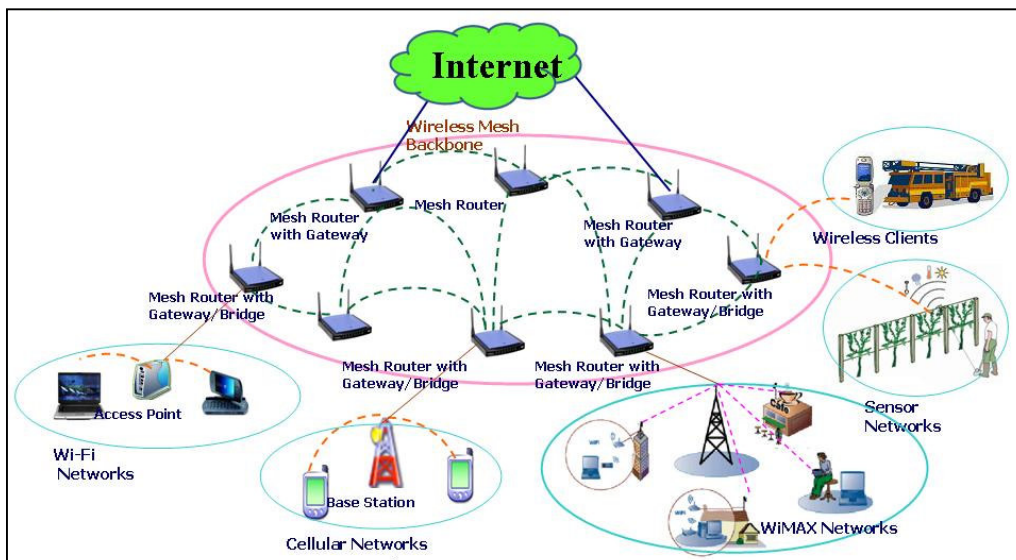 Internet
Wireless Mesh
Backbone
Mesh Router
with Gateway
Mesh Router
Mesh Router
with Gateway
Wireless Clients
Mesh Router with
Gateway/Bridge
Mesh Router with
Gateway/Bridge
Mesh Router with
Gateway/Bridge
Mesh Router with
Gateway/Bridge
Access Point
Wi-Fi
Networks
Base Station
Cellular Networks
Cafe
Sensor
Networks
WiMAX Networks